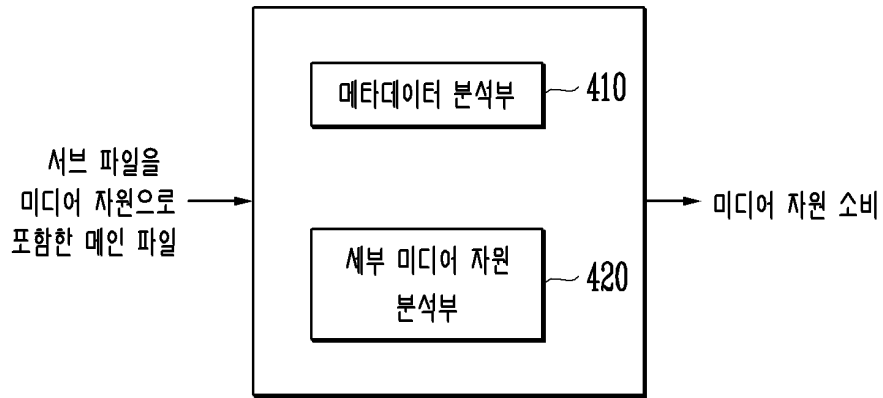 서브 파일을
미디어 자원으로
포함한 메인 파일
메타데이터 분석부
410
세부 미디어 자원
분석부
420
미디어 자원 소비